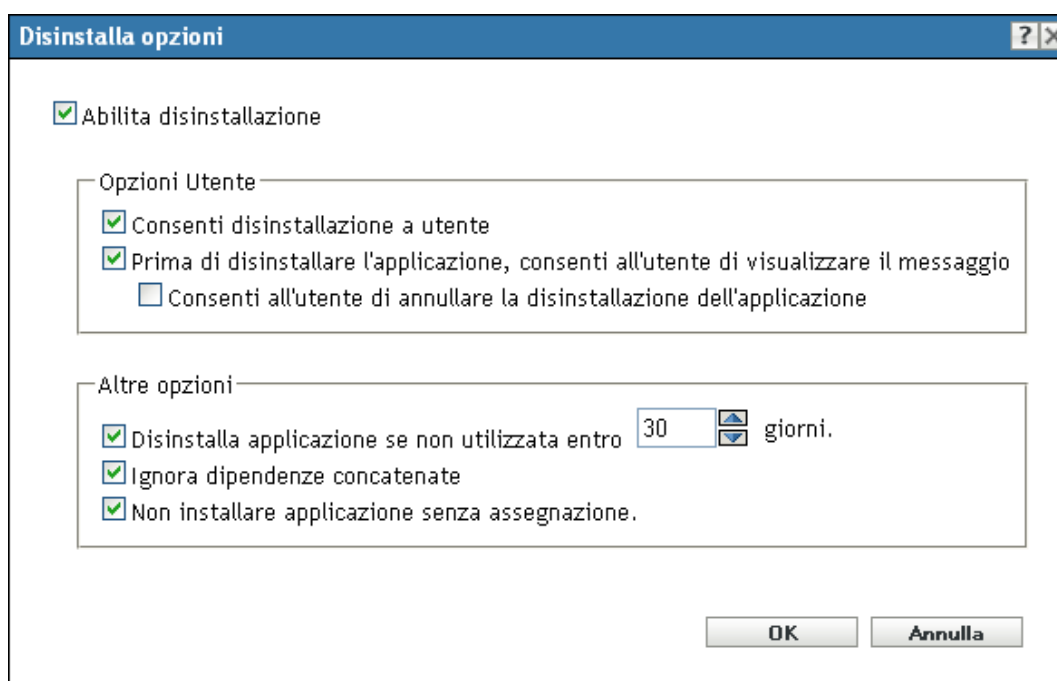 Disinstalla opzioni
?
Abilita disinstallazione
Opzioni Utente
Consenti disinstallazione a utente
Prima di disinstallare l'applicazione, consenti all'utente di visualizzare il messaggio
Consenti all'utente di annullare la disinstallazione dell'applicazione
Altre opzioni
Disinstalla applicazione se non utilizzata entro 30 giorni.
Ignora dipendenze concatenate
Non installare applicazione senza assegnazione.
OK Annulla